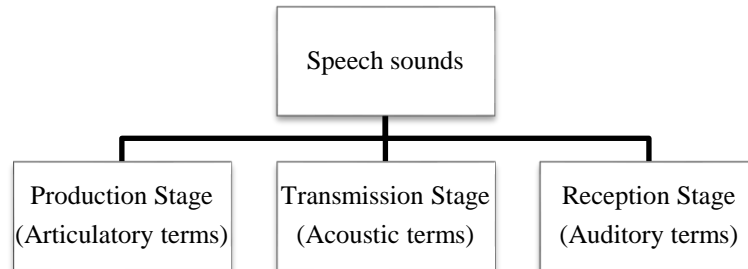 Speech sounds
Production Stage
(Articulatory terms)
Transmission Stage
(Acoustic terms)
Reception Stage
(Auditory terms)